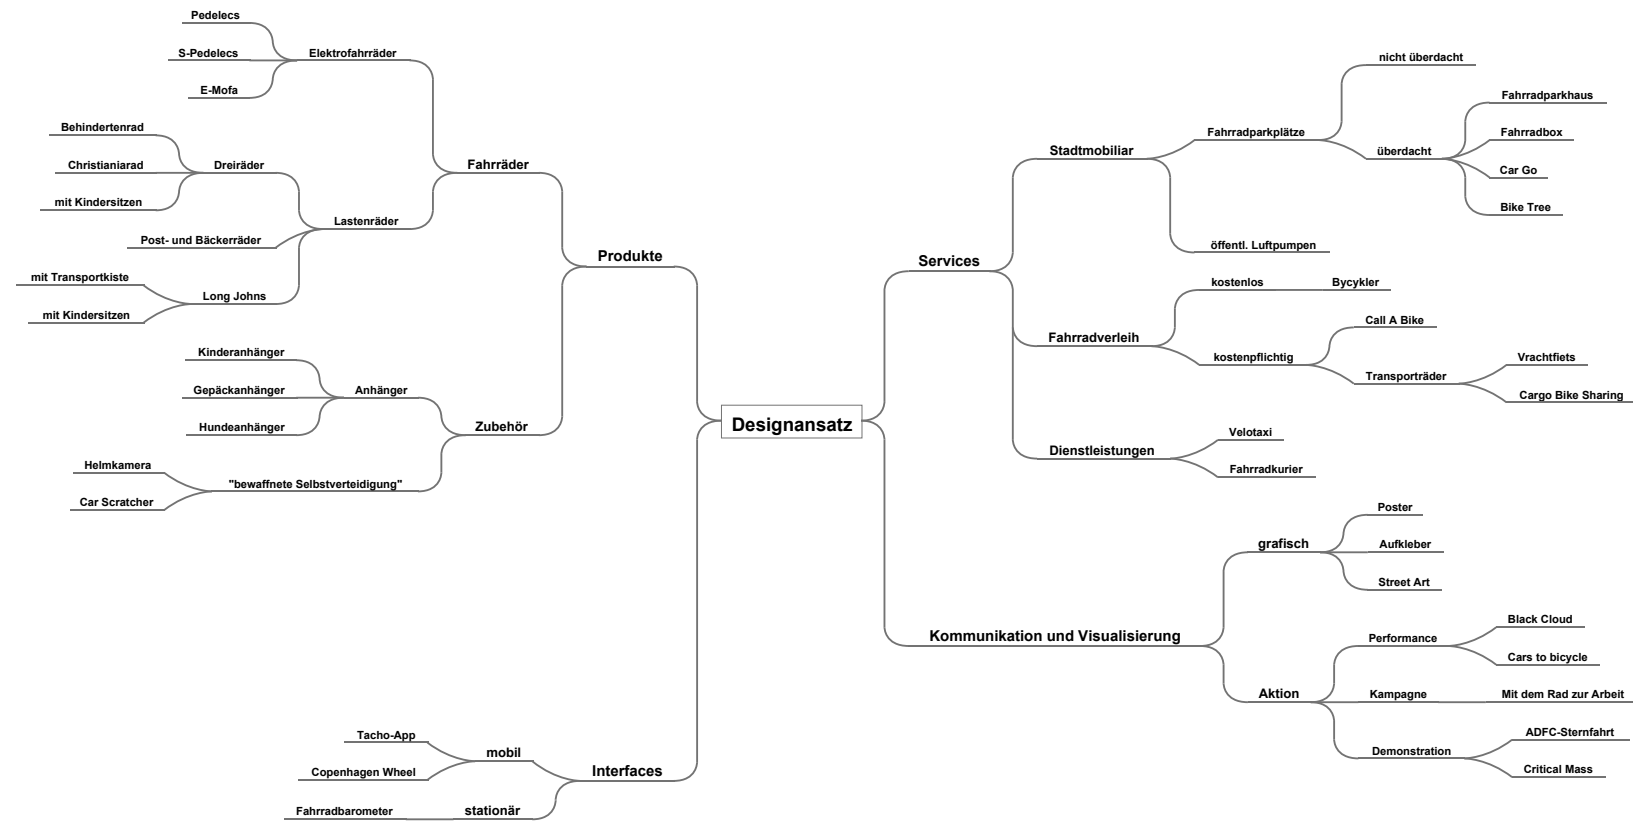 Designansatz
Produkte
Fahrräder
Elektrofahrräder
Pedelecs
S-Pedelecs
E-Mofa
Lastenräder
Dreiräder
Behindertenrad
Christianiarad
mit Kindersitzen
Post- und Bäckerräder
Long Johns
mit Transportkiste
mit Kindersitzen
Zubehör
Anhänger
Kinderanhänger
Gepäckanhänger
Hundeanhänger
"bewaffnete Selbstverteidigung"
Helmkamera
Car Scratcher
Interfaces
mobil
Tacho-App
Copenhagen Wheel
stationär
Fahrradbarometer
Services
Stadtmobiliar
Fahrradparkplätze
nicht überdacht
überdacht
Fahrradparkhaus
Fahrradbox
Car Go
Bike Tree
öffentl. Luftpumpen
Fahrradverleih
kostenlos
Bycykler
kostenpflichtig
Call A Bike
Transporträder
Vrachtfiets
Cargo Bike Sharing
Dienstleistungen
Velotaxi
Fahrradkurier
Kommunikation und Visualisierung
grafisch
Poster
Aufkleber
Street Art
Aktion
Performance
Black Cloud
Cars to bicycle
Kampagne
Mit dem Rad zur Arbeit
Demonstration
ADFC-Sternfahrt
Critical Mass